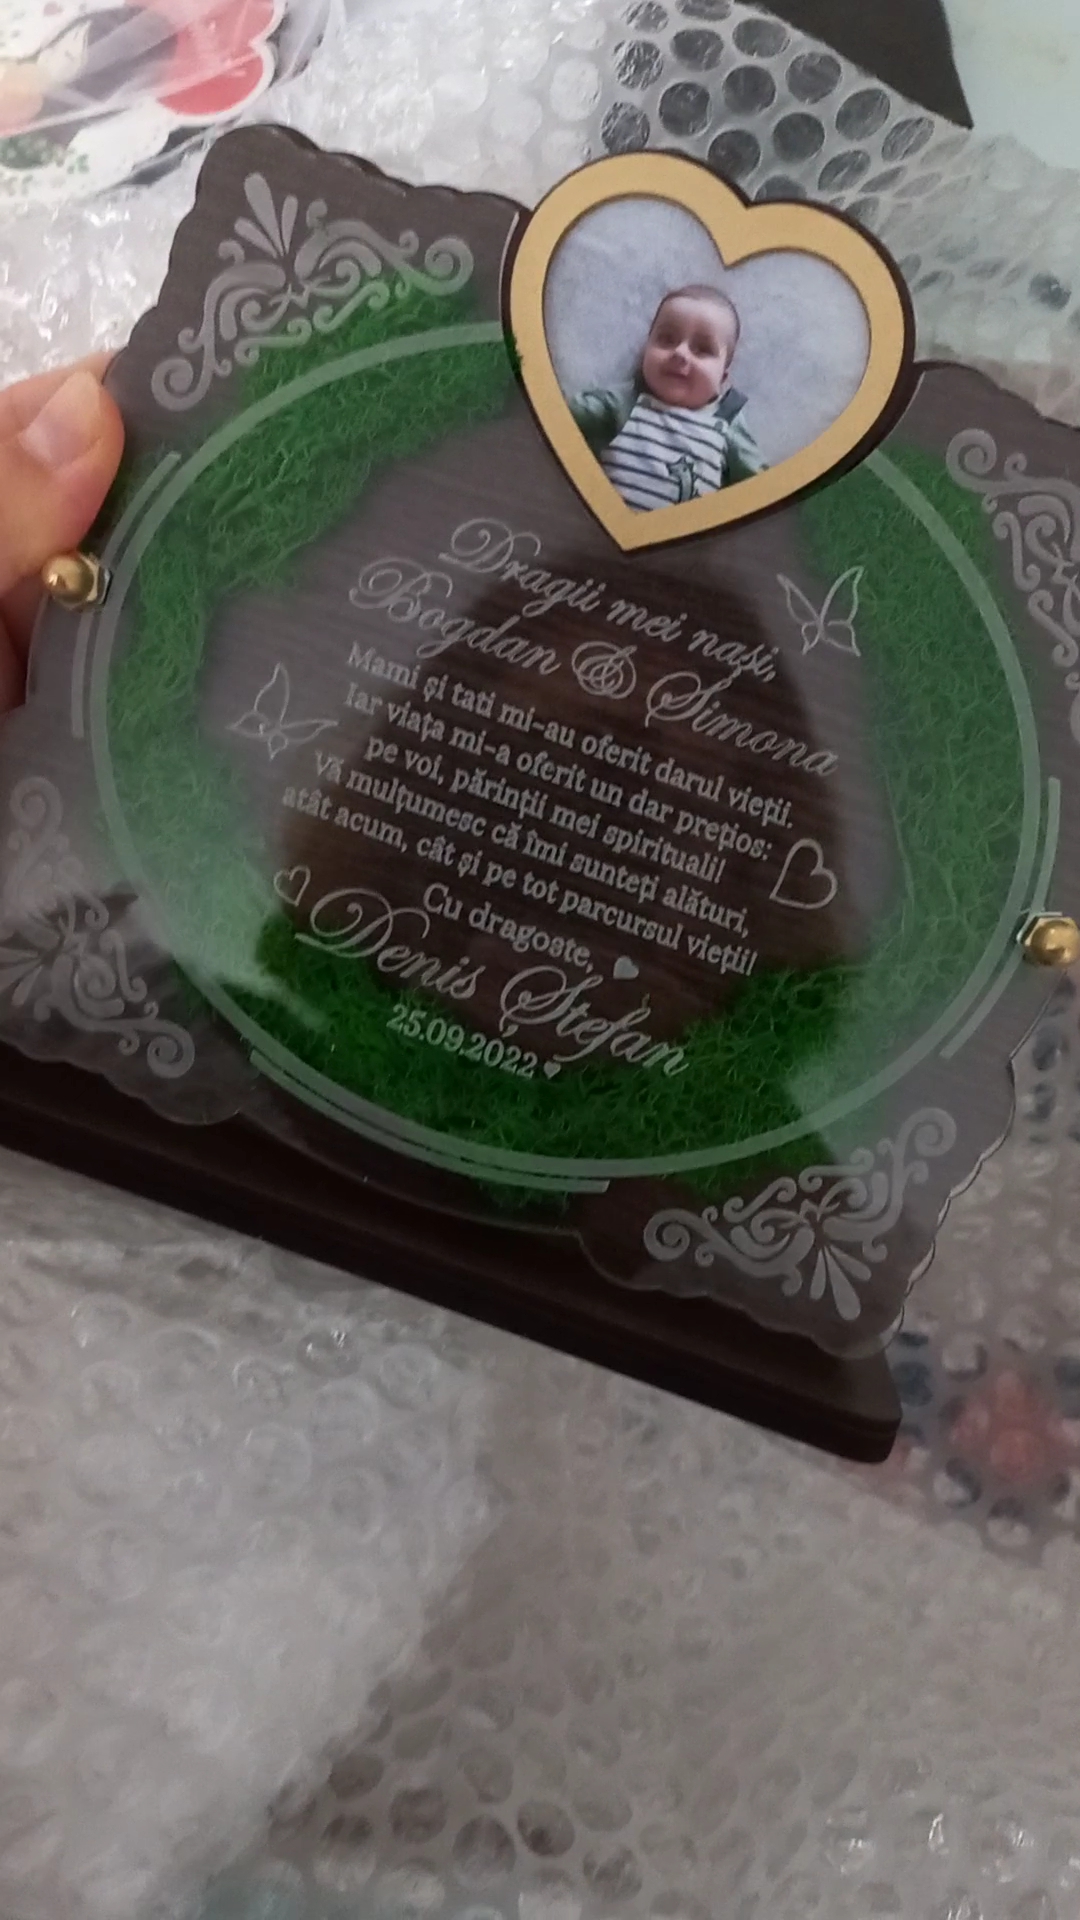 Dragii mei nași,
Bogdan & Simona
Mami și tati mi-au oferit darul vieții.
Iar viața mi-a oferit un dar prețios:
pe voi, părinții mei spirituali!
Vă mulțumesc că îmi sunteți alături,
atât acum, cât și pe tot parcursul vieții!
Cu dragoste,
Denis Ștefan
25.09.2022